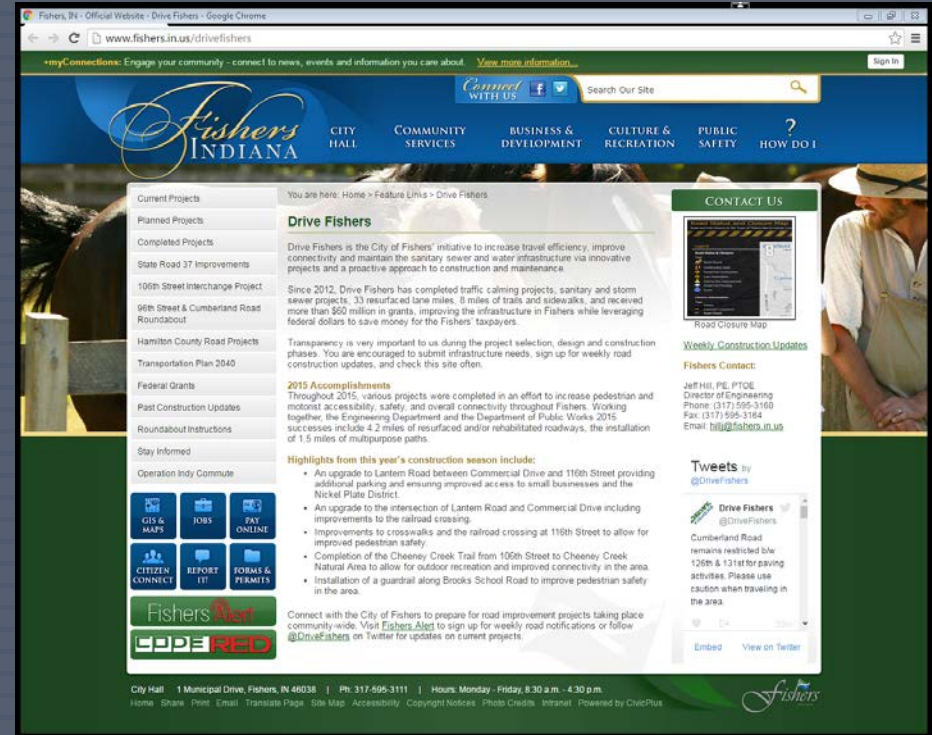 Fishers, IN - Official Website - Drive Fishers - Google Chrome
www.fishers.in.us/drivefishers
•myConnections: Engage your community - connect to news, events and information you care about. View more information...
Sign In
Connect
WITH US
Search Our Site
Fishers
INDIANA
CITY
HALL
COMMUNITY
SERVICES
BUSINESS &
DEVELOPMENT
CULTURE &
RECREATION
PUBLIC
SAFETY
?
HOW DO I
Current Projects
Planned Projects
Completed Projects
State Road 37 Improvements
106th Street Interchange Project
96th Street & Cumberland Road
Roundabout
Hamilton County Road Projects
Transportation Plan 2040
Federal Grants
Past Construction Updates
Roundabout Instructions
Stay Informed
Operation Indy Commute
GIS &
MAPS
JOBS
PAY
ONLINE
CITIZEN
CONNECT
REPORT
IT!
FORMS &
PERMITS
Fishers Alert
CODE RED
You are here: Home > Feature Links > Drive Fishers
Drive Fishers
Drive Fishers is the City of Fishers' initiative to increase travel efficiency, improve
connectivity and maintain the sanitary sewer and water infrastructure via innovative
projects and a proactive approach to construction and maintenance.
Since 2012, Drive Fishers has completed traffic calming projects, sanitary and storm
sewer projects, 33 resurfaced lane miles, 8 miles of trails and sidewalks, and received
more than $60 million in grants, improving the infrastructure in Fishers while leveraging
federal dollars to save money for the Fishers' taxpayers.
Transparency is very important to us during the project selection, design and construction
phases. You are encouraged to submit infrastructure needs, sign up for weekly road
construction updates, and check this site often.
2015 Accomplishments
Throughout 2015, various projects were completed in an effort to increase pedestrian and
motorist accessibility, safety, and overall connectivity throughout Fishers. Working
together, the Engineering Department and the Department of Public Works 2015
successes include 4.2 miles of resurfaced and/or rehabilitated roadways, the installation
of 1.5 miles of multipurpose paths.
Highlights from this year's construction season include:
• An upgrade to Lantern Road between Commercial Drive and 116th Street providing
additional parking and ensuring improved access to small businesses and the
Nickel Plate District.
• An upgrade to the intersection of Lantern Road and Commercial Drive including
improvements to the railroad crossing.
• Improvements to crosswalks and the railroad crossing at 116th Street to allow for
improved pedestrian safety.
• Completion of the Cheeney Creek Trail from 106th Street to Cheeney Creek
Natural Area to allow for outdoor recreation and improved connectivity in the area.
• Installation of a guardrail along Brooks School Road to improve pedestrian safety
in the area.
Connect with the City of Fishers to prepare for road improvement projects taking place
community-wide. Visit Fishers Alert to sign up for weekly road notifications or follow
@DriveFishers on Twitter for updates on current projects.
CONTACT US
Road Status and Closure Map
Road Closure Map
Weekly Construction Updates
Fishers Contact:
Jeff Hill, PE, PTOE
Director of Engineering
Phone: (317) 595-3160
Fax: (317) 595-3164
Email: hillj@fishers.in.us
Tweets by
@DriveFishers
Drive Fishers
@DriveFishers
Cumberland Road
remains restricted b/w
126th & 131st for paving
activities. Please use
caution when traveling in
the area.
Embed
View on Twitter
City Hall 1 Municipal Drive, Fishers, IN 46038 | Ph: 317-595-3111 | Hours: Monday - Friday, 8:30 a.m. - 4:30 p.m.
Home Share Print Email Translate Page Site Map Accessibility Copyright Notices Photo Credits Intranet Powered by CivicPlus
Fishers